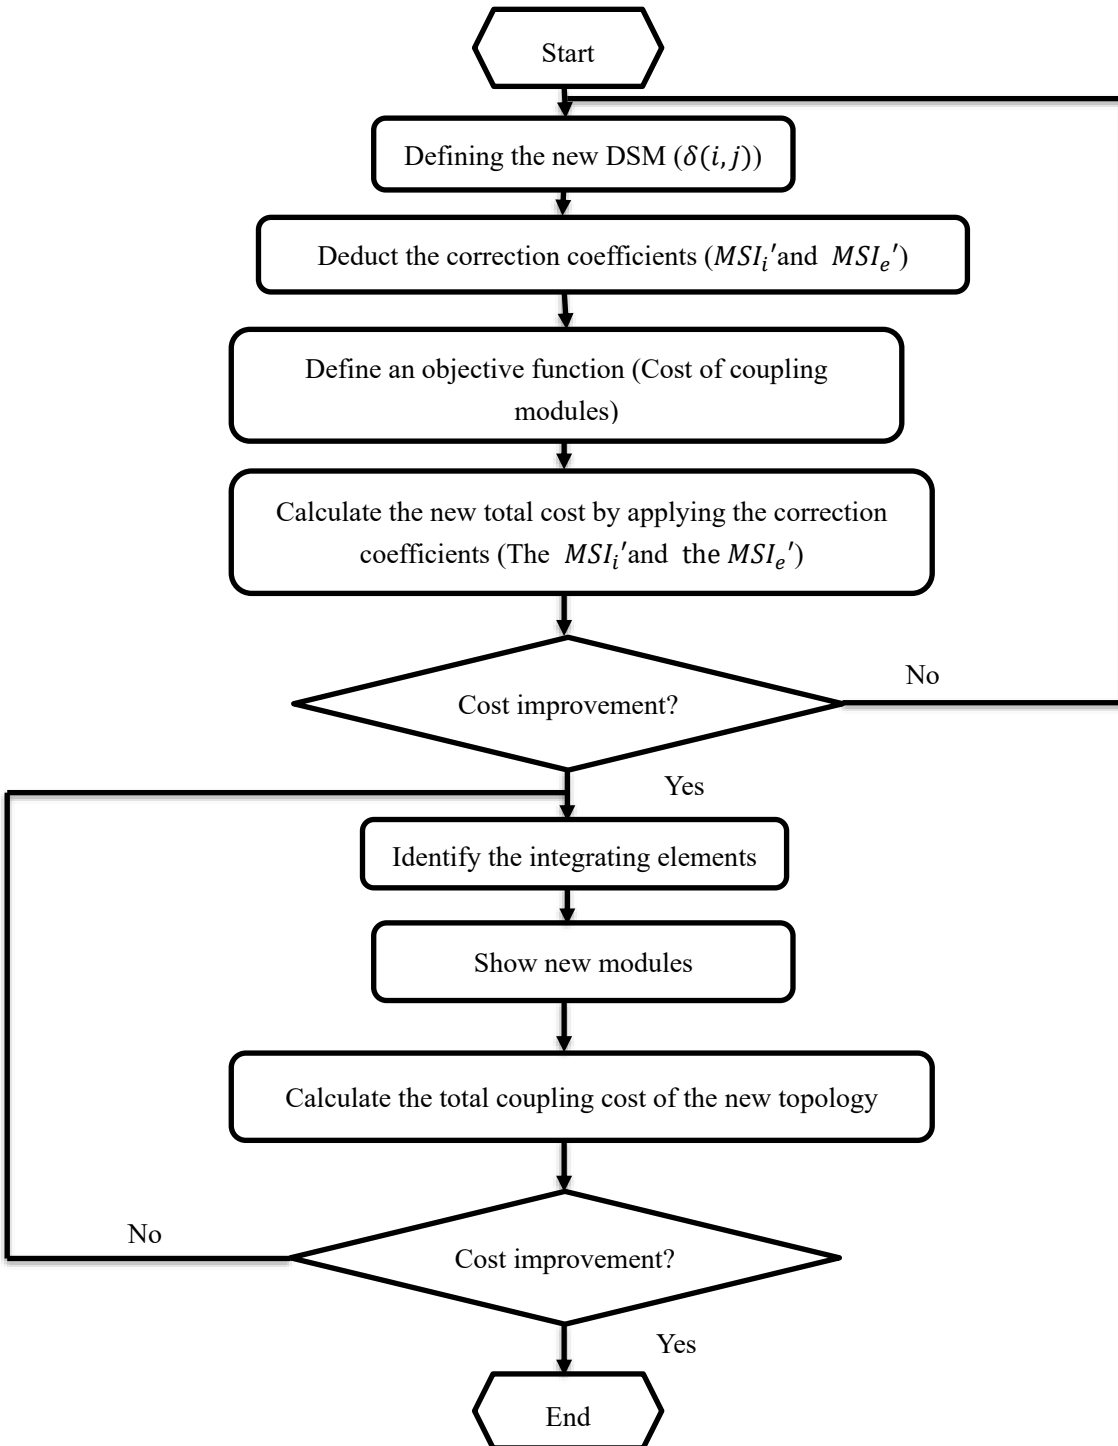 Start
Defining the new DSM (δ(i,j))
Deduct the correction coefficients (MSIᵢ′and MSIₑ′)
Define an objective function (Cost of coupling
modules)
Calculate the new total cost by applying the correction
coefficients (The MSIᵢ′and the MSIₑ′)
Cost improvement?
No
Yes
Identify the integrating elements
Show new modules
Calculate the total coupling cost of the new topology
No
Cost improvement?
Yes
End